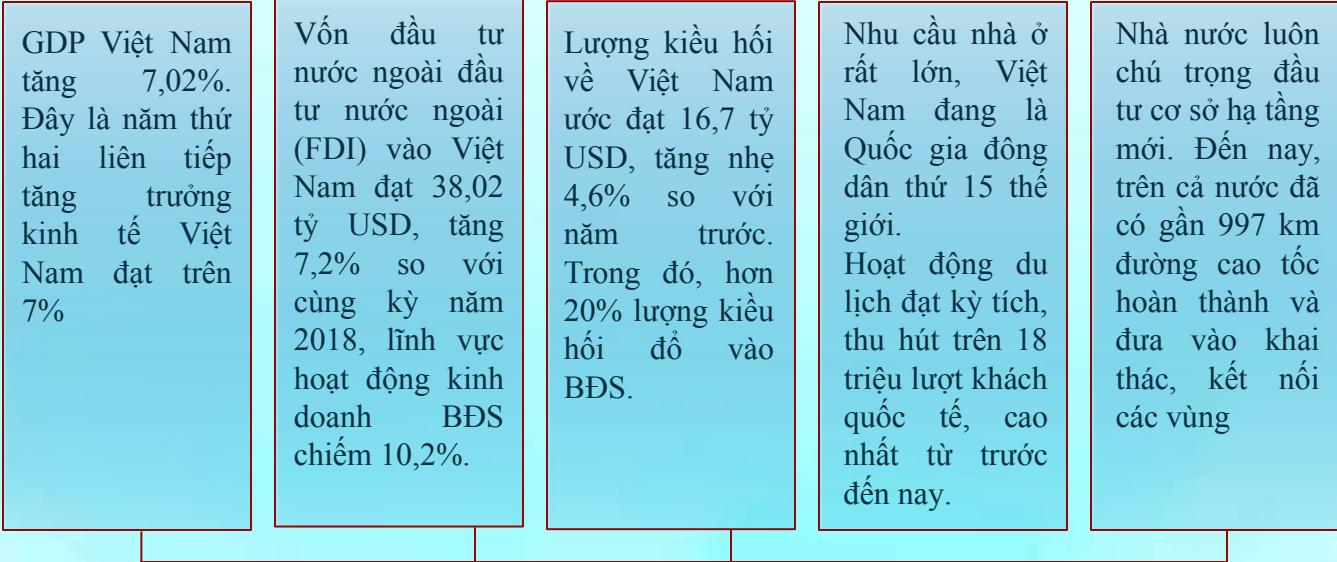 GDP Việt Nam
tăng 7,02%.
Đây là năm thứ
hai liên tiếp
tăng trưởng
kinh tế Việt
Nam đạt trên
7%
Vốn đầu tư
nước ngoài đầu
tư nước ngoài
(FDI) vào Việt
Nam đạt 38,02
tỷ USD, tăng
7,2% so với
cùng kỳ năm
2018, lĩnh vực
hoạt động kinh
doanh BĐS
chiếm 10,2%.
Lượng kiều hối
về Việt Nam
ước đạt 16,7 tỷ
USD, tăng nhẹ
4,6% so với
năm trước.
Trong đó, hơn
20% lượng kiều
hối đổ vào
BĐS.
Nhu cầu nhà ở
rất lớn, Việt
Nam đang là
Quốc gia đông
dân thứ 15 thế
giới.
Hoạt động du
lịch đạt kỳ tích,
thu hút trên 18
triệu lượt khách
quốc tế, cao
nhất từ trước
đến nay.
Nhà nước luôn
chú trọng đầu
tư cơ sở hạ tầng
mới. Đến nay,
trên cả nước đã
có gần 997 km
đường cao tốc
hoàn thành và
đưa vào khai
thác, kết nối
các vùng